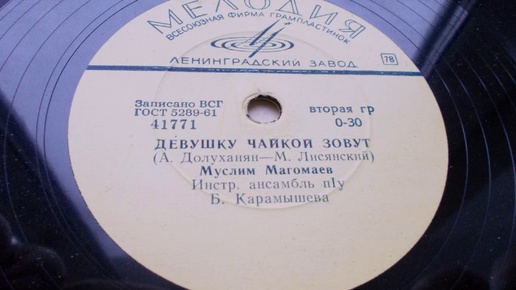 МЕЛОДИЯ
ВСЕСОЮЗНАЯ ФИРМА ГРАМПЛАСТИНОК
ЛЕНИНГРАДСКИЙ ЗАВОД 78
Записано ВСГ
ГОСТ 5289-61 вторая гр
41771 0-30
ДЕВУШКУ ЧАЙКОЙ ЗОВУТ
(А. Долуханян—М. Лисянский)
Муслим Магомаев
Инстр. ансамбль п/у
Б. Карамышева